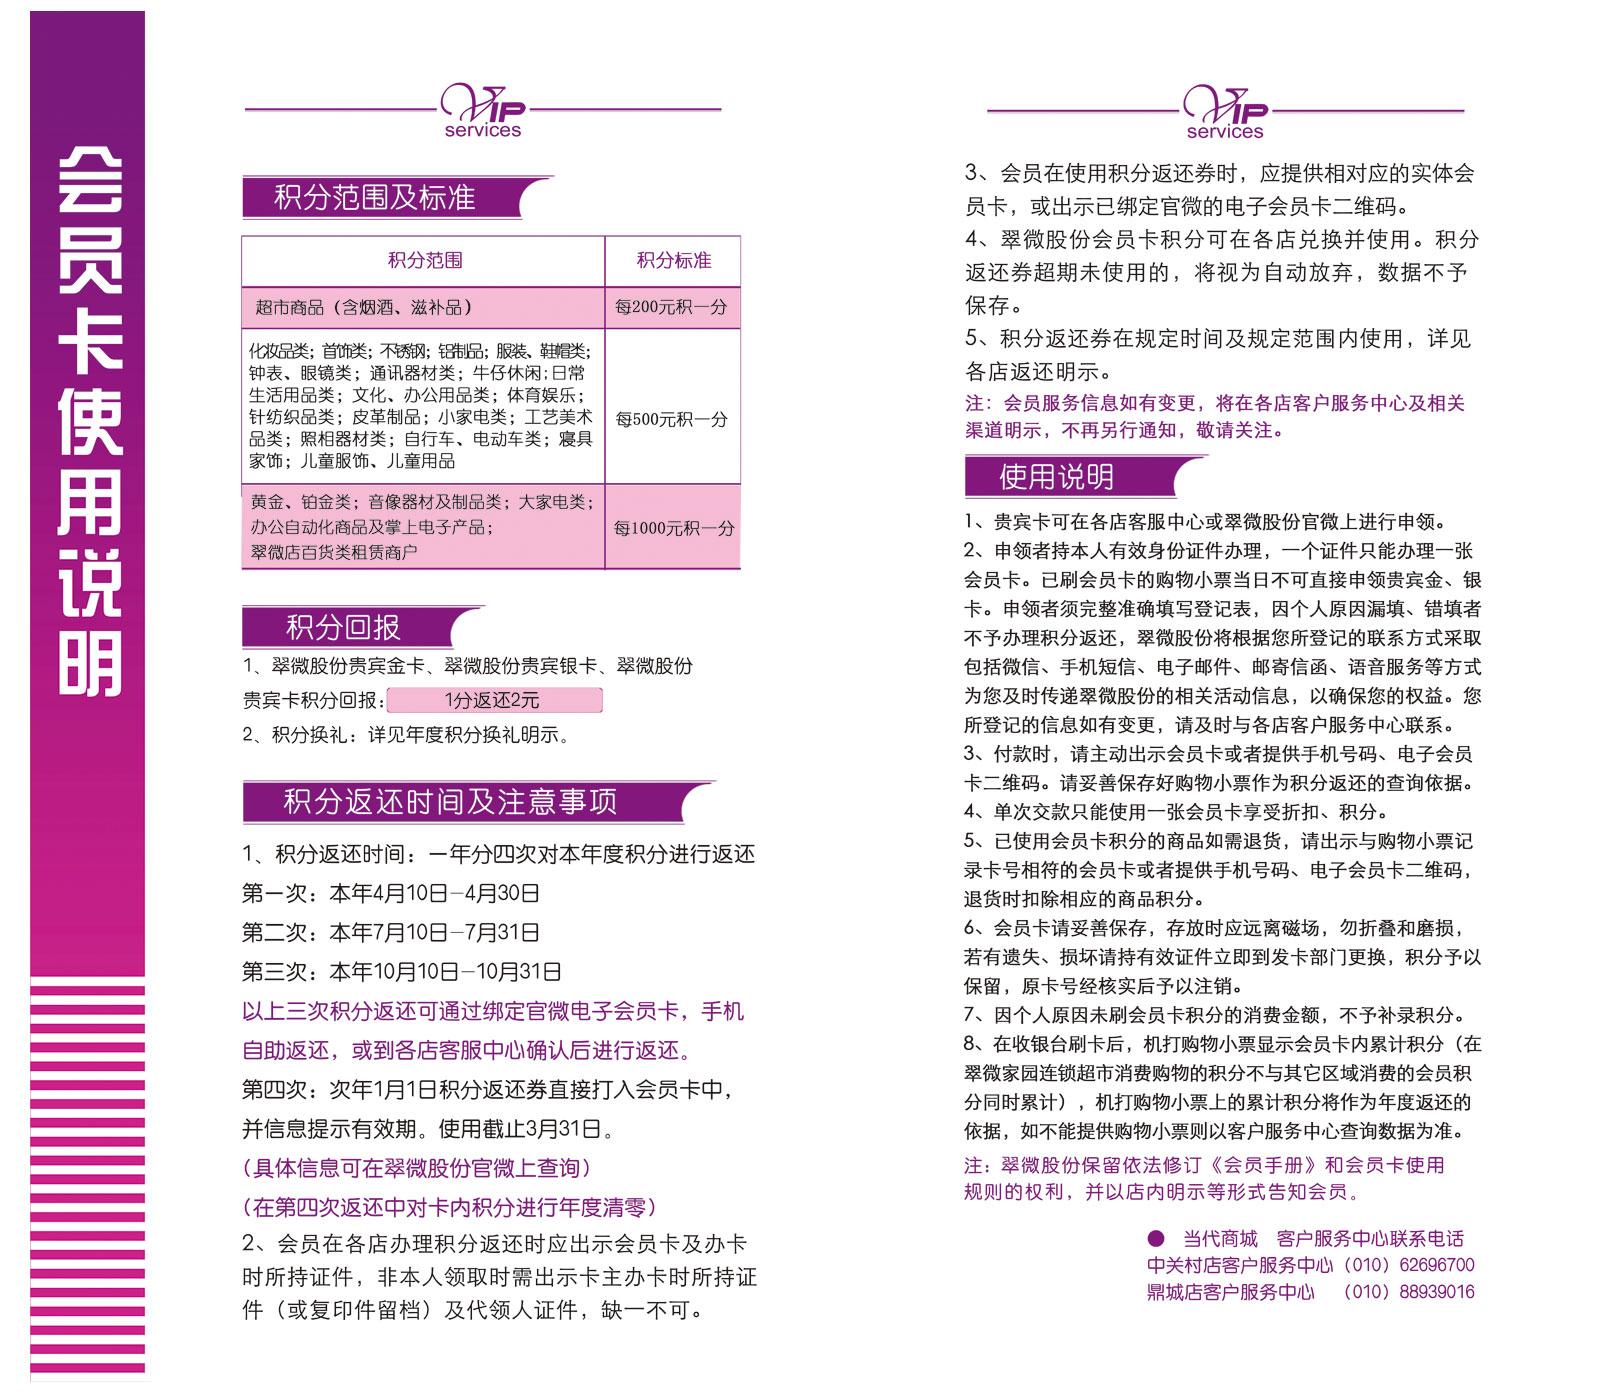 会员卡使用说明
VIP
services
积分范围及标准
积分范围 积分标准
超市商品（含烟酒、滋补品） 每200元积一分
化妆品类；首饰类；不锈钢；铝制品；服装、鞋帽类；
钟表、眼镜类；通讯器材类；牛仔休闲；日常
生活用品类；文化、办公用品类；体育娱乐；
针纺织品类；皮革制品；小家电类；工艺美术
品类；照相器材类；自行车、电动车类；寝具
家饰；儿童服饰、儿童用品
每500元积一分
黄金、铂金类；音像器材及制品类；大家电类；
办公自动化商品及掌上电子产品；
翠微店百货类租赁商户
每1000元积一分
积分回报
1、翠微股份贵宾金卡、翠微股份贵宾银卡、翠微股份
贵宾卡积分回报：1分返还2元
2、积分换礼：详见年度积分换礼明示。
积分返还时间及注意事项
1、积分返还时间：一年分四次对本年度积分进行返还
第一次：本年4月10日—4月30日
第二次：本年7月10日—7月31日
第三次：本年10月10日—10月31日
以上三次积分返还可通过绑定官微电子会员卡，手机
自助返还，或到各店客服中心确认后进行返还。
第四次：次年1月1日积分返还券直接打入会员卡中，
并信息提示有效期。使用截止3月31日。
（具体信息可在翠微股份官微上查询）
（在第四次返还中对卡内积分进行年度清零）
2、会员在各店办理积分返还时应出示会员卡及办卡
时所持证件，非本人领取时需出示卡主办卡时所持证
件（或复印件留档）及代领人证件，缺一不可。
VIP
services
3、会员在使用积分返还券时，应提供相对应的实体会
员卡，或出示已绑定官微的电子会员卡二维码。
4、翠微股份会员卡积分可在各店兑换并使用。积分
返还券超期未使用的，将视为自动放弃，数据不予
保存。
5、积分返还券在规定时间及规定范围内使用，详见
各店返还明示。
注：会员服务信息如有变更，将在各店客户服务中心及相关
渠道明示，不再另行通知，敬请关注。
使用说明
1、贵宾卡可在各店客服中心或翠微股份官微上进行申领。
2、申领者持本人有效身份证件办理，一个证件只能办理一张
会员卡。已刷会员卡的购物小票当日不可直接申领贵宾金、银
卡。申领者须完整准确填写登记表，因个人原因漏填、错填者
不予办理积分返还，翠微股份将根据您所登记的联系方式采取
包括微信、手机短信、电子邮件、邮寄信函、语音服务等方式
为您及时传递翠微股份的相关活动信息，以确保您的权益。您
所登记的信息如有变更，请及时与各店客户服务中心联系。
3、付款时，请主动出示会员卡或者提供手机号码、电子会员
卡二维码。请妥善保存好购物小票作为积分返还的查询依据。
4、单次交款只能使用一张会员卡享受折扣、积分。
5、已使用会员卡积分的商品如需退货，请出示与购物小票记
录卡号相符的会员卡或者提供手机号码、电子会员卡二维码，
退货时扣除相应的商品积分。
6、会员卡请妥善保存，存放时应远离磁场，勿折叠和磨损，
若有遗失、损坏请持有效证件立即到发卡部门更换，积分予以
保留，原卡号经核实后予以注销。
7、因个人原因未刷会员卡积分的消费金额，不予补录积分。
8、在收银台刷卡后，机打购物小票显示会员卡内累计积分（在
翠微家园连锁超市消费购物的积分不与其它区域消费的会员积
分同时累计），机打购物小票上的累计积分将作为年度返还的
依据，如不能提供购物小票则以客户服务中心查询数据为准。
注：翠微股份保留依法修订《会员手册》和会员卡使用
规则的权利，并以店内明示等形式告知会员。
● 当代商城 客户服务中心联系电话
中关村店客户服务中心（010）62696700
鼎城店客户服务中心 （010）88939016